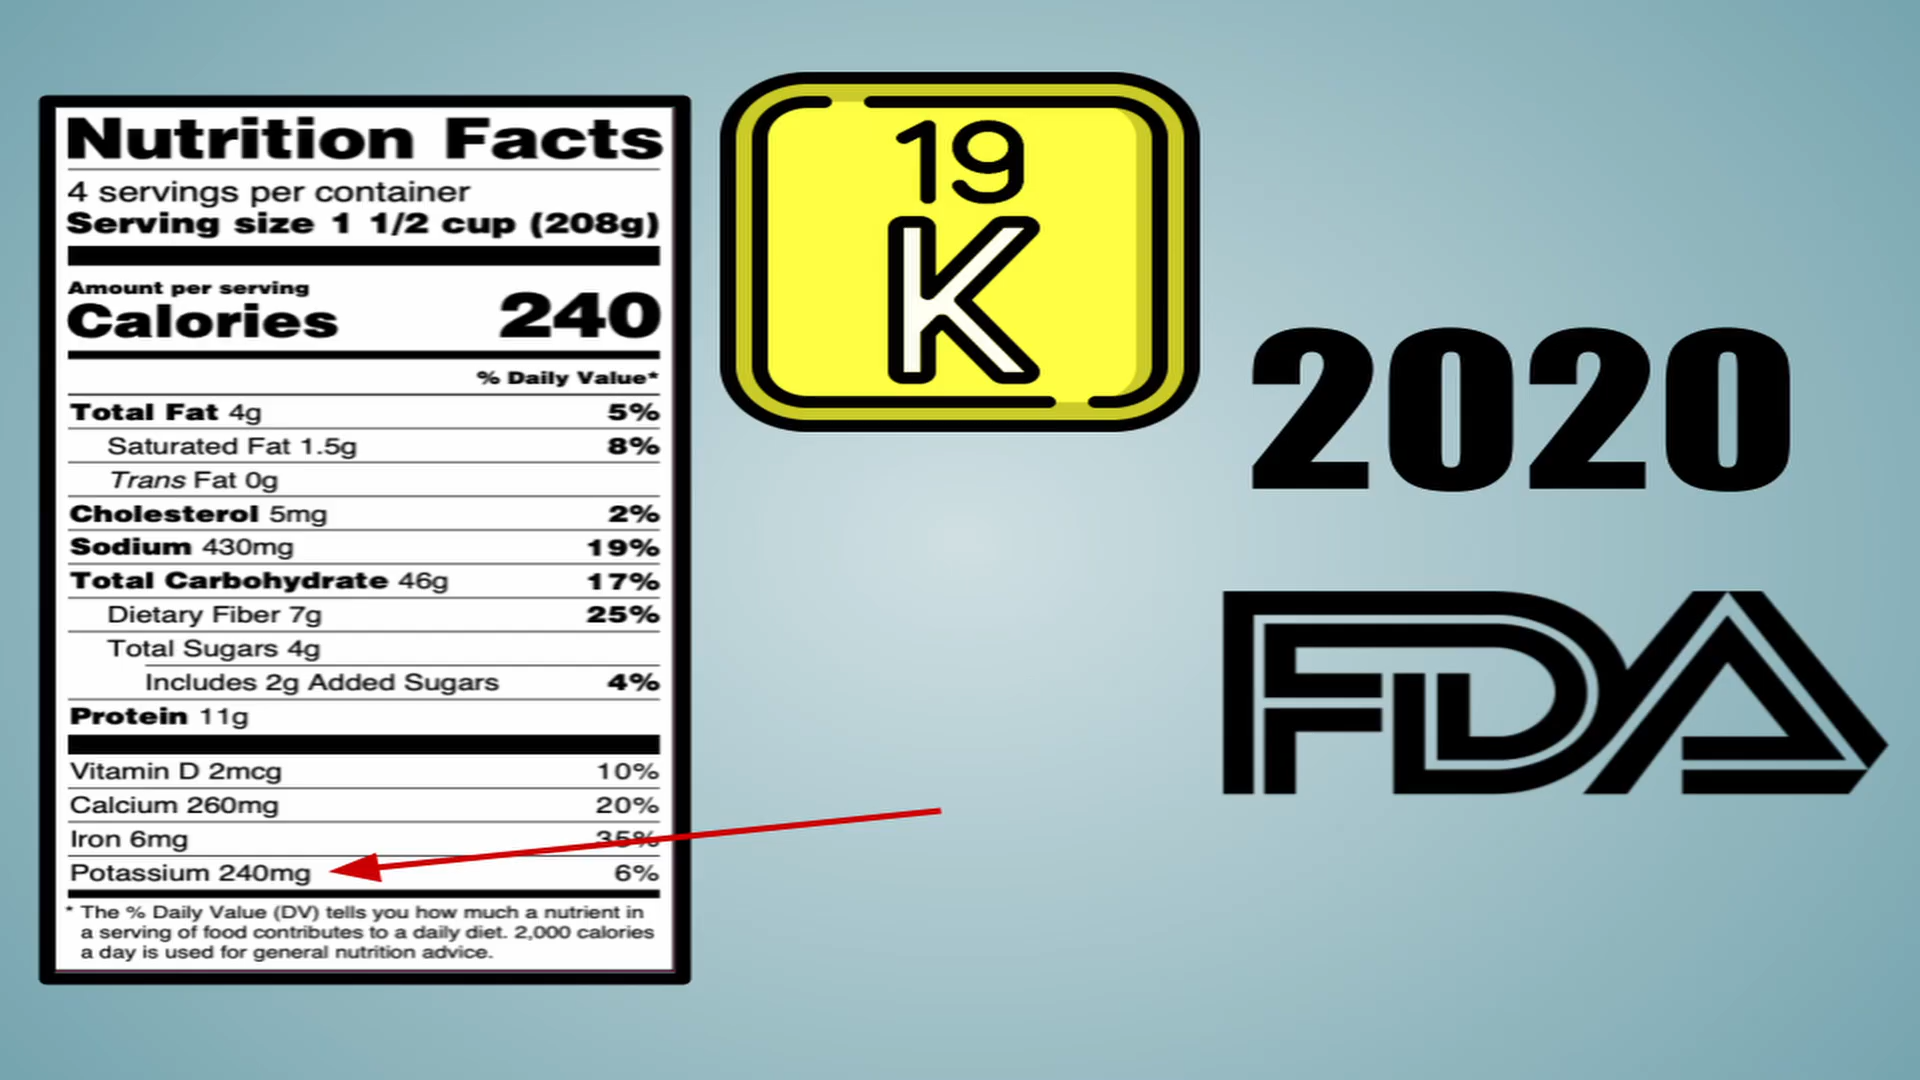 Nutrition Facts
4 servings per container
Serving size 1 1/2 cup (208g)
Amount per serving
Calories 240
% Daily Value*
Total Fat 4g 5%
Saturated Fat 1.5g 8%
Trans Fat 0g
Cholesterol 5mg 2%
Sodium 430mg 19%
Total Carbohydrate 46g 17%
Dietary Fiber 7g 25%
Total Sugars 4g
Includes 2g Added Sugars 4%
Protein 11g
Vitamin D 2mcg 10%
Calcium 260mg 20%
Iron 6mg 35%
Potassium 240mg 6%
* The % Daily Value (DV) tells you how much a nutrient in
a serving of food contributes to a daily diet. 2,000 calories
a day is used for general nutrition advice.
19
K
2020
FDA